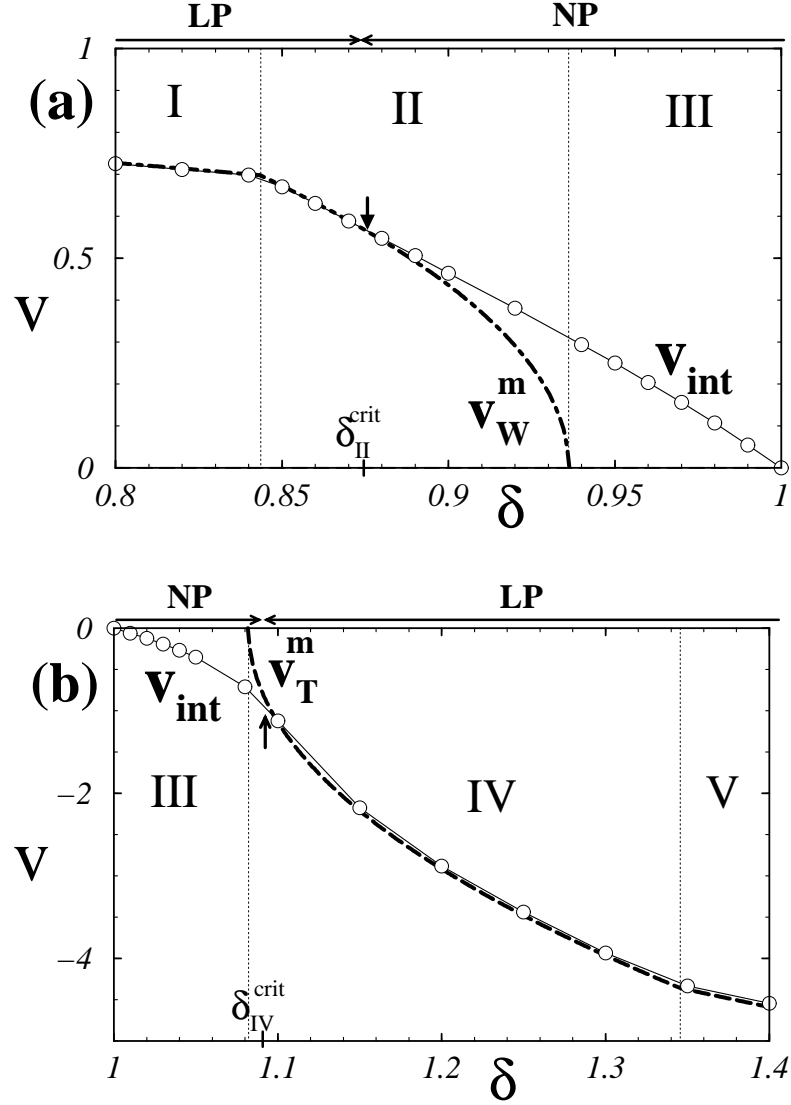 LP NP
1
(a) I II III
0.5
V
v_int
v_W^m
δ_II^crit
0
0.8 0.85 0.9 0.95 1
δ
NP LP
0
v_T^m
(b) v_int
−2
III IV V
V
−4
δ_IV^crit
1 1.1 1.2 1.3 1.4
δ